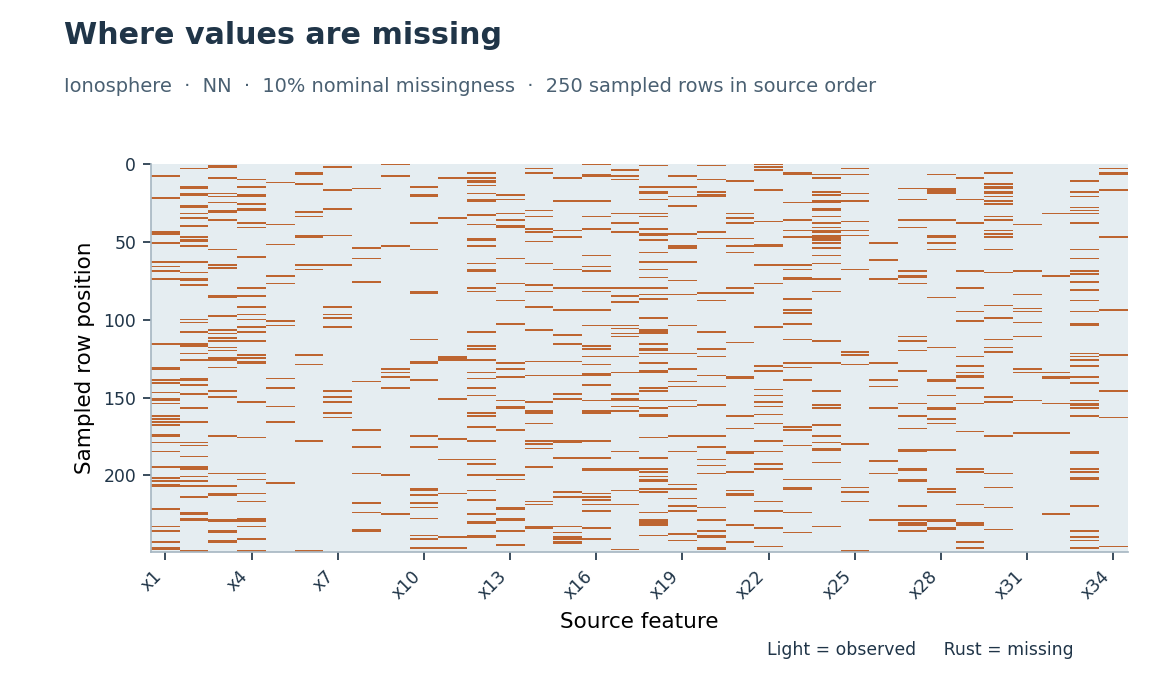 Where values are missing
Ionosphere · NN · 10% nominal missingness · 250 sampled rows in source order
0
50
100
150
200
Sampled row position
x1 x4 x7 x10 x13 x16 x19 x22 x25 x28 x31 x34
Source feature
Light = observed Rust = missing